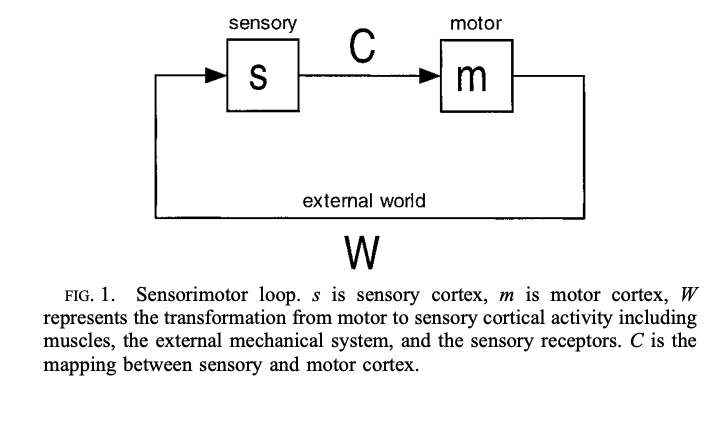 sensory
C
motor
s
m
external world
W
FIG. 1. Sensorimotor loop. s is sensory cortex, m is motor cortex, W
represents the transformation from motor to sensory cortical activity including
muscles, the external mechanical system, and the sensory receptors. C is the
mapping between sensory and motor cortex.